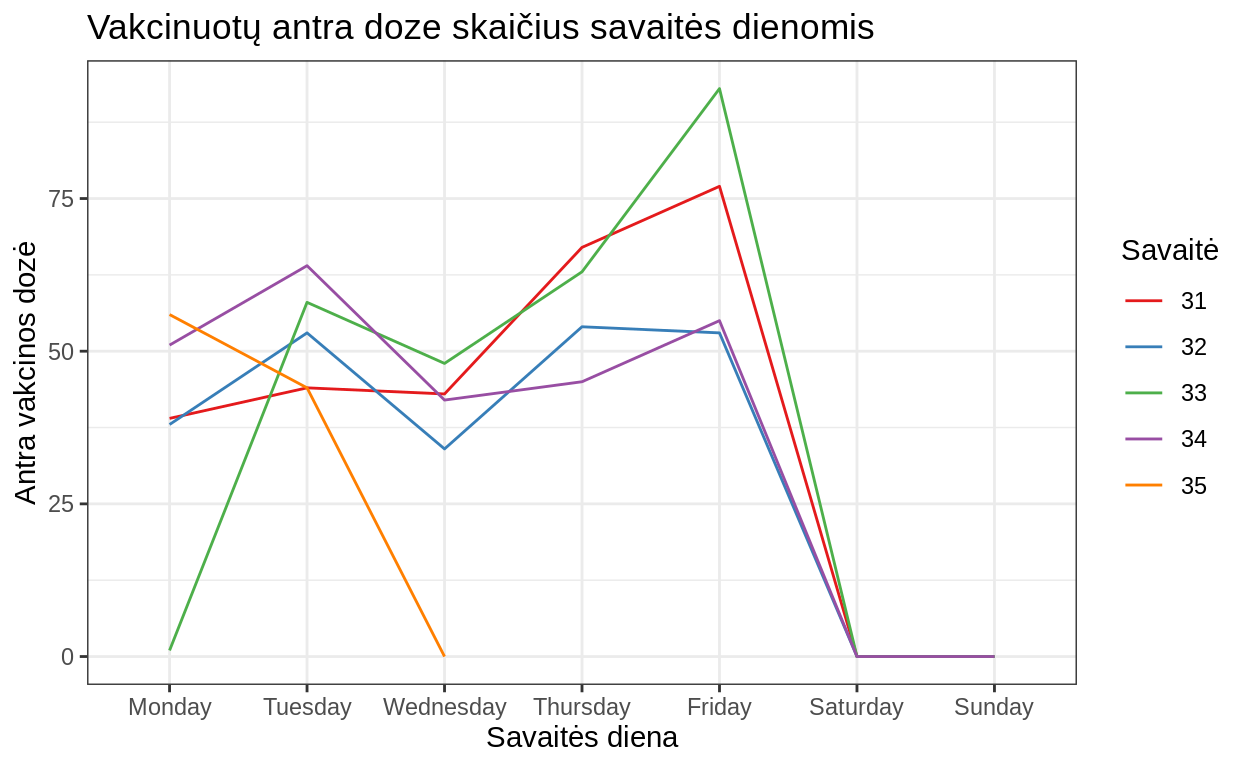 Vakcinuotų antra doze skaičius savaitės dienomis
Antra vakcinos dozė
75
50
25
0
Monday Tuesday Wednesday Thursday Friday Saturday Sunday
Savaitės diena
Savaitė
31
32
33
34
35